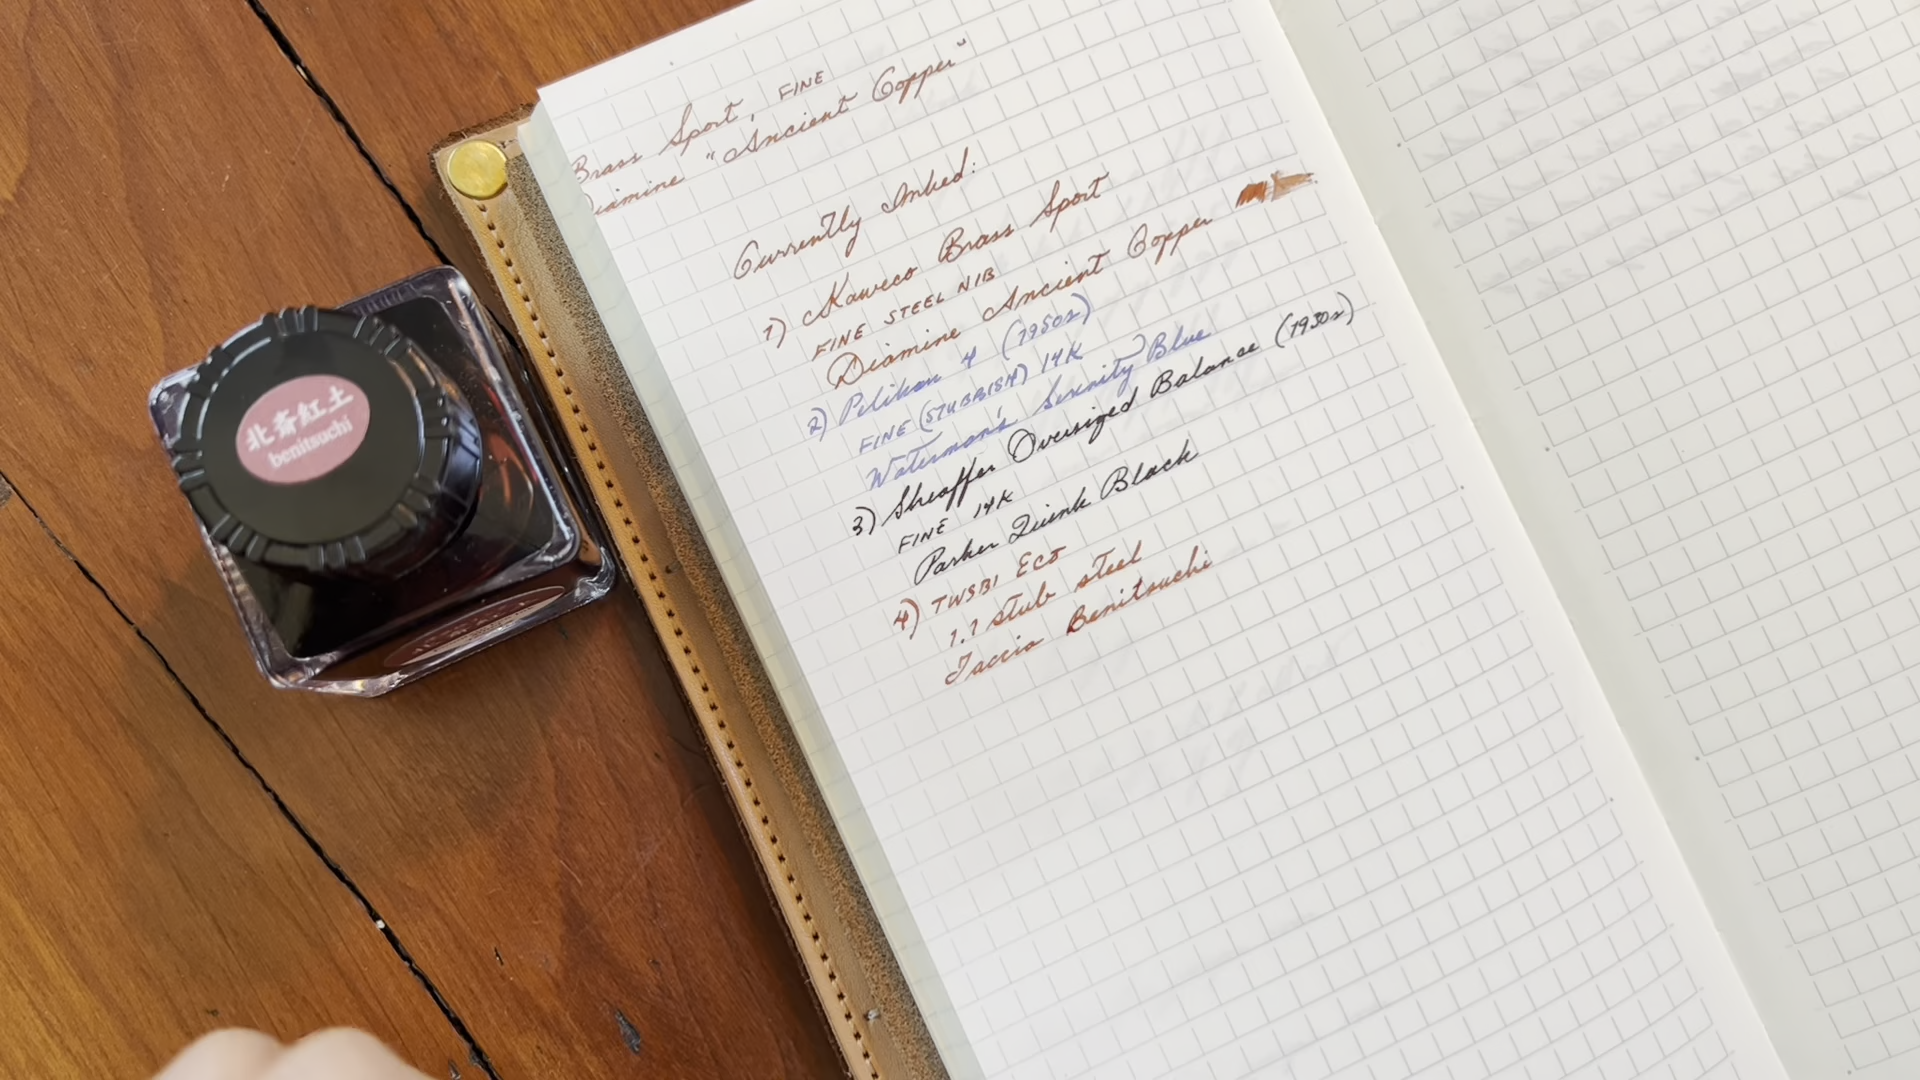 北斎紅土
benitsuchi
Brass Sport, FINE
Diamine "Ancient Copper"
Currently Inked:
1) Kaweco Brass Sport
FINE STEEL NIB
Diamine Ancient Copper
2) Pelikan 4 (1950s)
FINE (STUBBISH) 14K
Waterman's Serenity Blue
3) Sheaffer Oversized Balance (1930s)
FINE 14K
Parker Quink Black
4) TWSBI ECO
1.1 stub steel
Taccia Benitsuchi